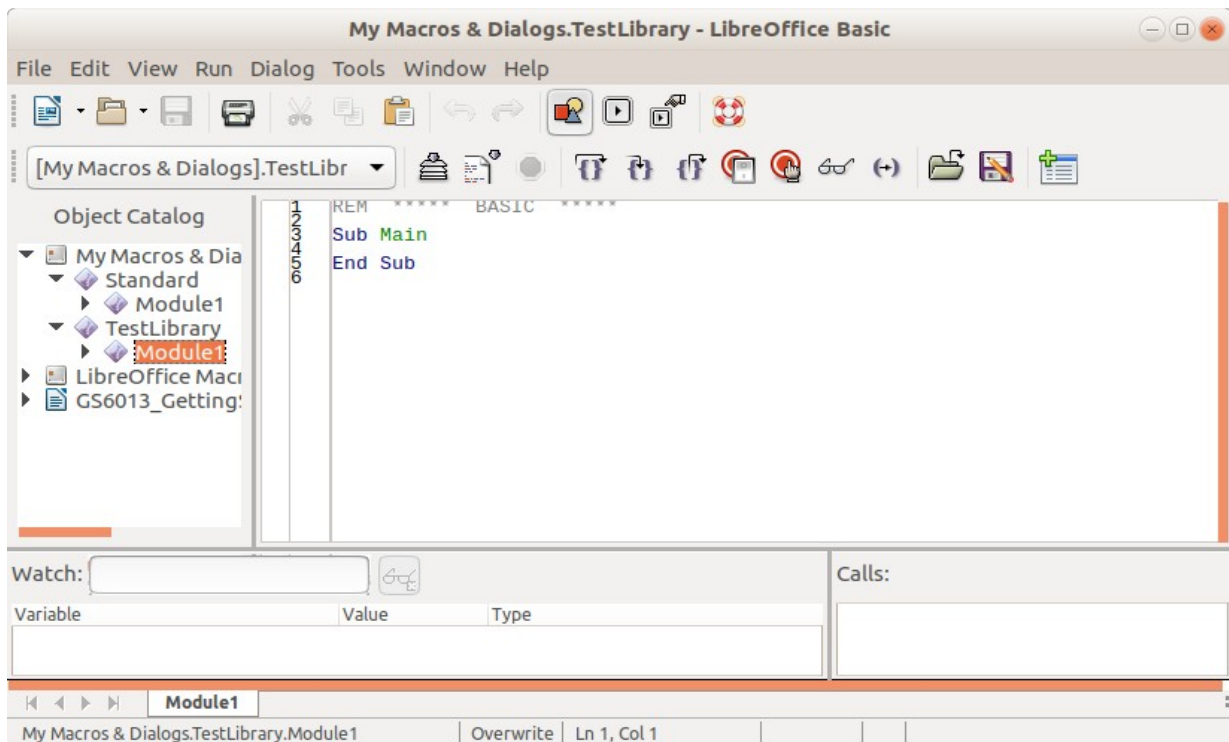 My Macros & Dialogs.TestLibrary - LibreOffice Basic
File Edit View Run Dialog Tools Window Help
[My Macros & Dialogs].TestLibr
Object Catalog
My Macros & Dia
Standard
Module1
TestLibrary
Module1
LibreOffice Macr
GS6013_Getting
1 REM ***** BASIC *****
2
3 Sub Main
4
5 End Sub
6
Watch:
Calls:
Variable Value Type
Module1
My Macros & Dialogs.TestLibrary.Module1 Overwrite Ln 1, Col 1